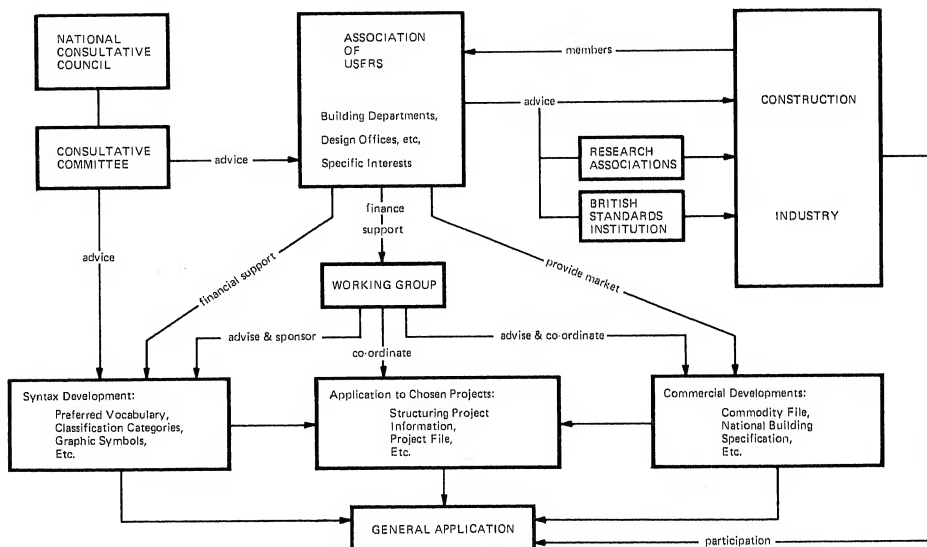 NATIONAL
CONSULTATIVE
COUNCIL
CONSULTATIVE
COMMITTEE
advice
advice
ASSOCIATION
OF
USERS
Building Departments,
Design Offices, etc,
Specific Interests
members
advice
RESEARCH
ASSOCIATIONS
BRITISH
STANDARDS
INSTITUTION
CONSTRUCTION
INDUSTRY
financial support
finance
support
provide market
WORKING GROUP
advise & sponsor
co-ordinate
advise & co-ordinate
Syntax Development:
Preferred Vocabulary,
Classification Categories,
Graphic Symbols,
Etc.
Application to Chosen Projects:
Structuring Project
Information,
Project File,
Etc.
Commercial Developments:
Commodity File,
National Building
Specification,
Etc.
GENERAL APPLICATION
participation